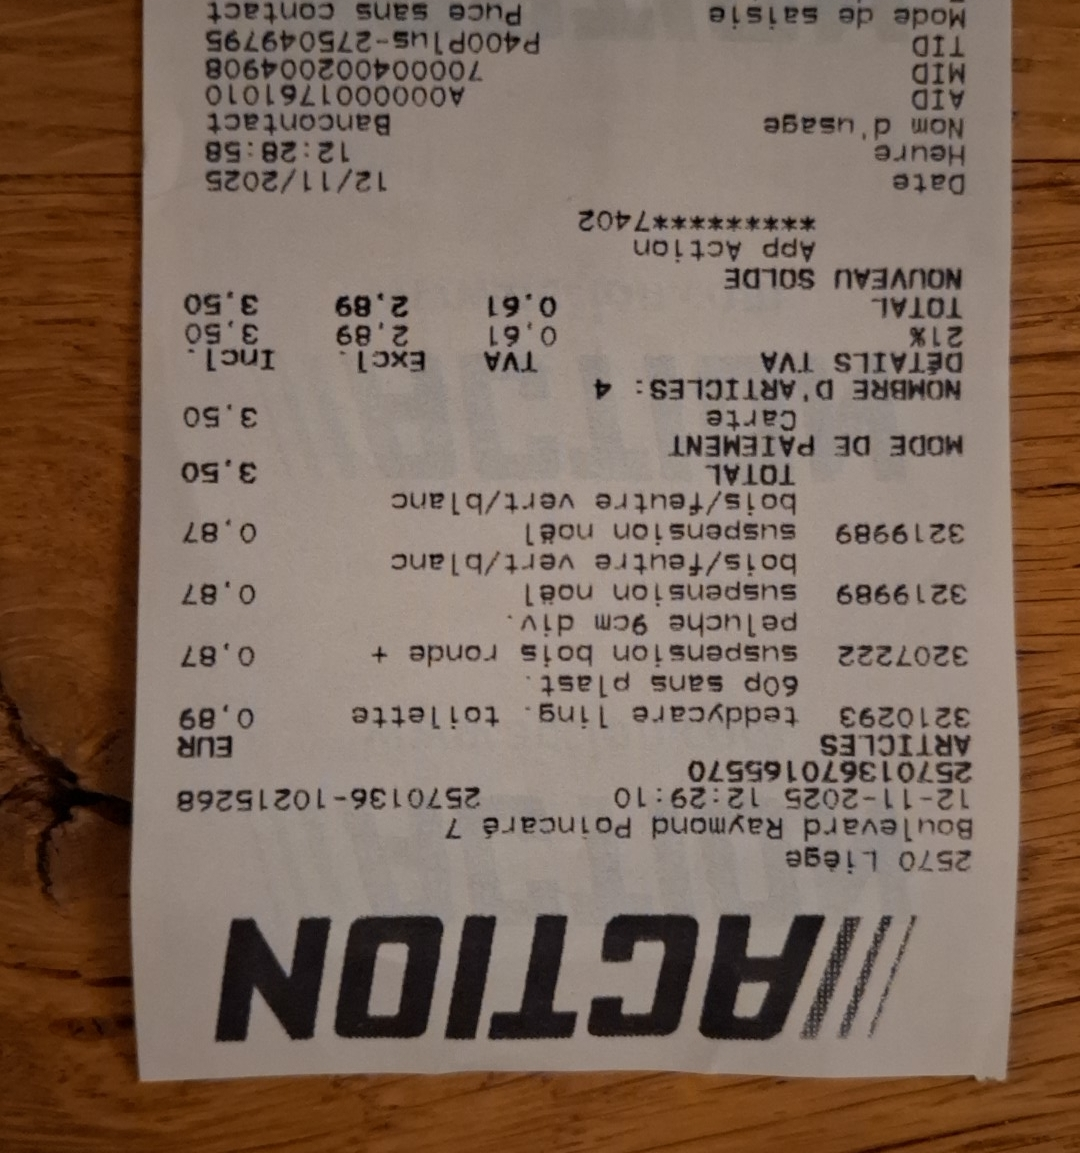 ACTION
2570 Liège
Boulevard Raymond Poincaré 7
12-11-2025 12:29:10 2570136-10215268
257013670165570
ARTICLES EUR
3210293 teddycare ling. toilette 0,89
60p sans plast.
3207222 suspension bois ronde + 0,87
peluche 9cm div.
3219989 suspension noël 0,87
bois/feutre vert/blanc
3219989 suspension noël 0,87
bois/feutre vert/blanc
TOTAL 3,50
MODE DE PAIEMENT
Carte 3,50
NOMBRE D'ARTICLES: 4
DÉTAILS TVA TVA Excl. Incl.
21% 0,61 2,89 3,50
TOTAL 0,61 2,89 3,50
NOUVEAU SOLDE
App Action
**********7402
Date 12/11/2025
Heure 12:28:58
Nom d'usage Bancontact
AID A0000001761010
MID 700004002004908
TID P400Plus-275049795
Mode de saisie Puce sans contact